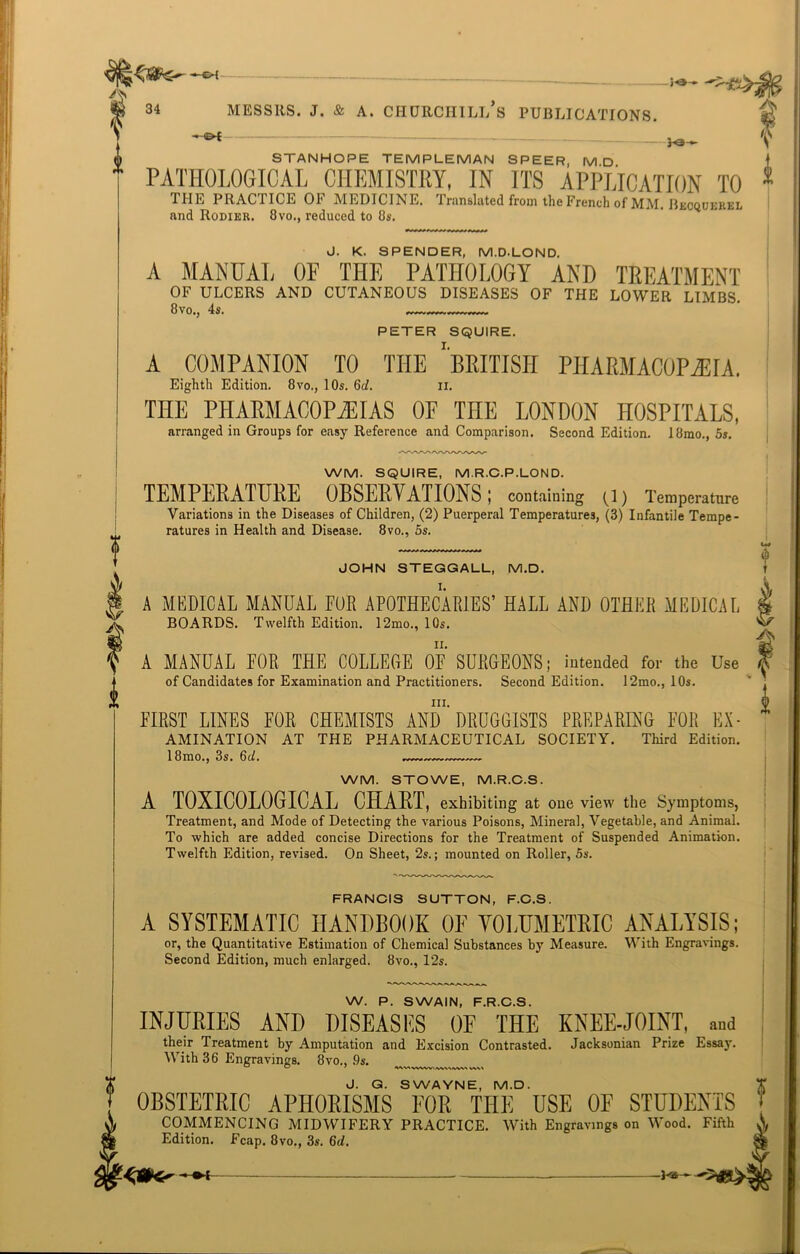 34 MESSRS. J. & A. CHURCHILL’S PUBLICATIONS.
STANHOPE TEMPLEMAN SPEER, M.D.
PATHOLOGICAL CHEMISTRY, IN ITS APPLICATION TO
THE PRACTICE OF MEDICINE. Translated from the French of MM. BECQUEREL
and RODIER. 8vo., reduced to 8s.
J. K. SPENDER, M.D.LOND.
A MANUAL OF THE PATHOLOGY AND TREATMENT
OF ULCERS AND CUTANEOUS DISEASES OF THE LOWER LIMBS.
8vo., 4s.
PETER SQUIRE.
I.
A COMPANION TO THE BRITISH PHARMACOPÆIA.
Eighth Edition. 8vo., 10s. 6d.
II.
THE PHARMACOPÆIAS OF THE LONDON HOSPITALS,
arranged in Groups for easy Reference and Comparison. Second Edition. 18mo., 5s.
WM. SQUIRE, M.R.C.P.LOND.
TEMPERATURE OBSERVATIONS; containing (1) Temperature
Variations in the Diseases of Children, (2) Puerperal Temperatures, (3) Infantile Tempe-
ratures in Health and Disease. 8vo., 5s.
JOHN STEGGALL, M.D.
I.
A MEDICAL MANUAL FOR APOTHECARIES’ HALL AND OTHER MEDICAL
BOARDS. Twelfth Edition. 12mo., 10s.
II.
A MANUAL FOR THE COLLEGE OF SURGEONS; intended for the Use
of Candidates for Examination and Practitioners. Second Edition. 12mo., 10s.
III.
FIRST LINES FOR CHEMISTS AND DRUGGISTS PREPARING FOR EX-
AMINATION AT THE PHARMACEUTICAL SOCIETY. Third Edition.
18mo., 3s. 6d.
WM. STOWE, M.R.C.S.
A TOXICOLOGICAL CHART, exhibiting at one view the Symptoms,
Treatment, and Mode of Detecting the various Poisons, Mineral, Vegetable, and Animal.
To which are added concise Directions for the Treatment of Suspended Animation.
Twelfth Edition, revised. On Sheet, 2s.; mounted on Roller, 5s.
FRANCIS SUTTON, F.C.S.
A SYSTEMATIC HANDBOOK OF VOLUMETRIC ANALYSIS;
or, the Quantitative Estimation of Chemical Substances by Measure. With Engravings.
Second Edition, much enlarged. 8vo., 12s.
W. P. SWAIN, F.R.C.S.
INJURIES AND DISEASES OF THE KNEE-JOINT, and
their Treatment by Amputation and Excision Contrasted. Jacksonian Prize Essay.
With 36 Engravings. 8vo., 9s.
J. G. SWAYNE, M.D.
OBSTETRIC APHORISMS FOR THE USE OF STUDENTS
COMMENCING MIDWIFERY PRACTICE. With Engravings on Wood. Fifth
Edition. Fcap. 8vo., 3s. 6d.